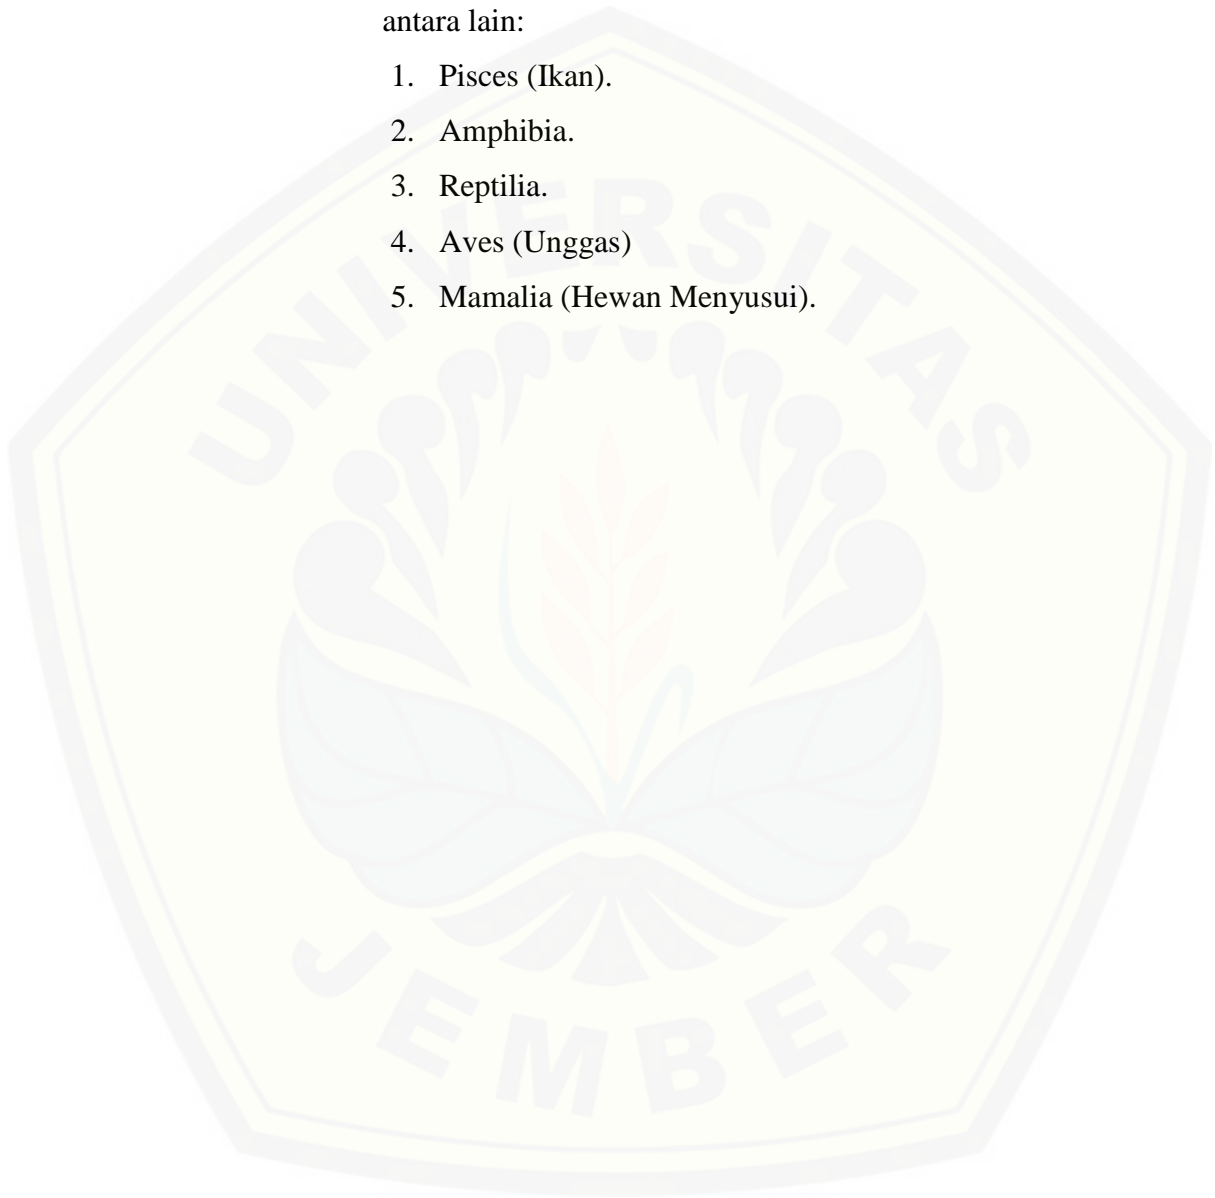 antara lain:
1. Pisces (Ikan).
2. Amphibia.
3. Reptilia.
4. Aves (Unggas)
5. Mamalia (Hewan Menyusui).
UNIVERSITAS
JEMBER